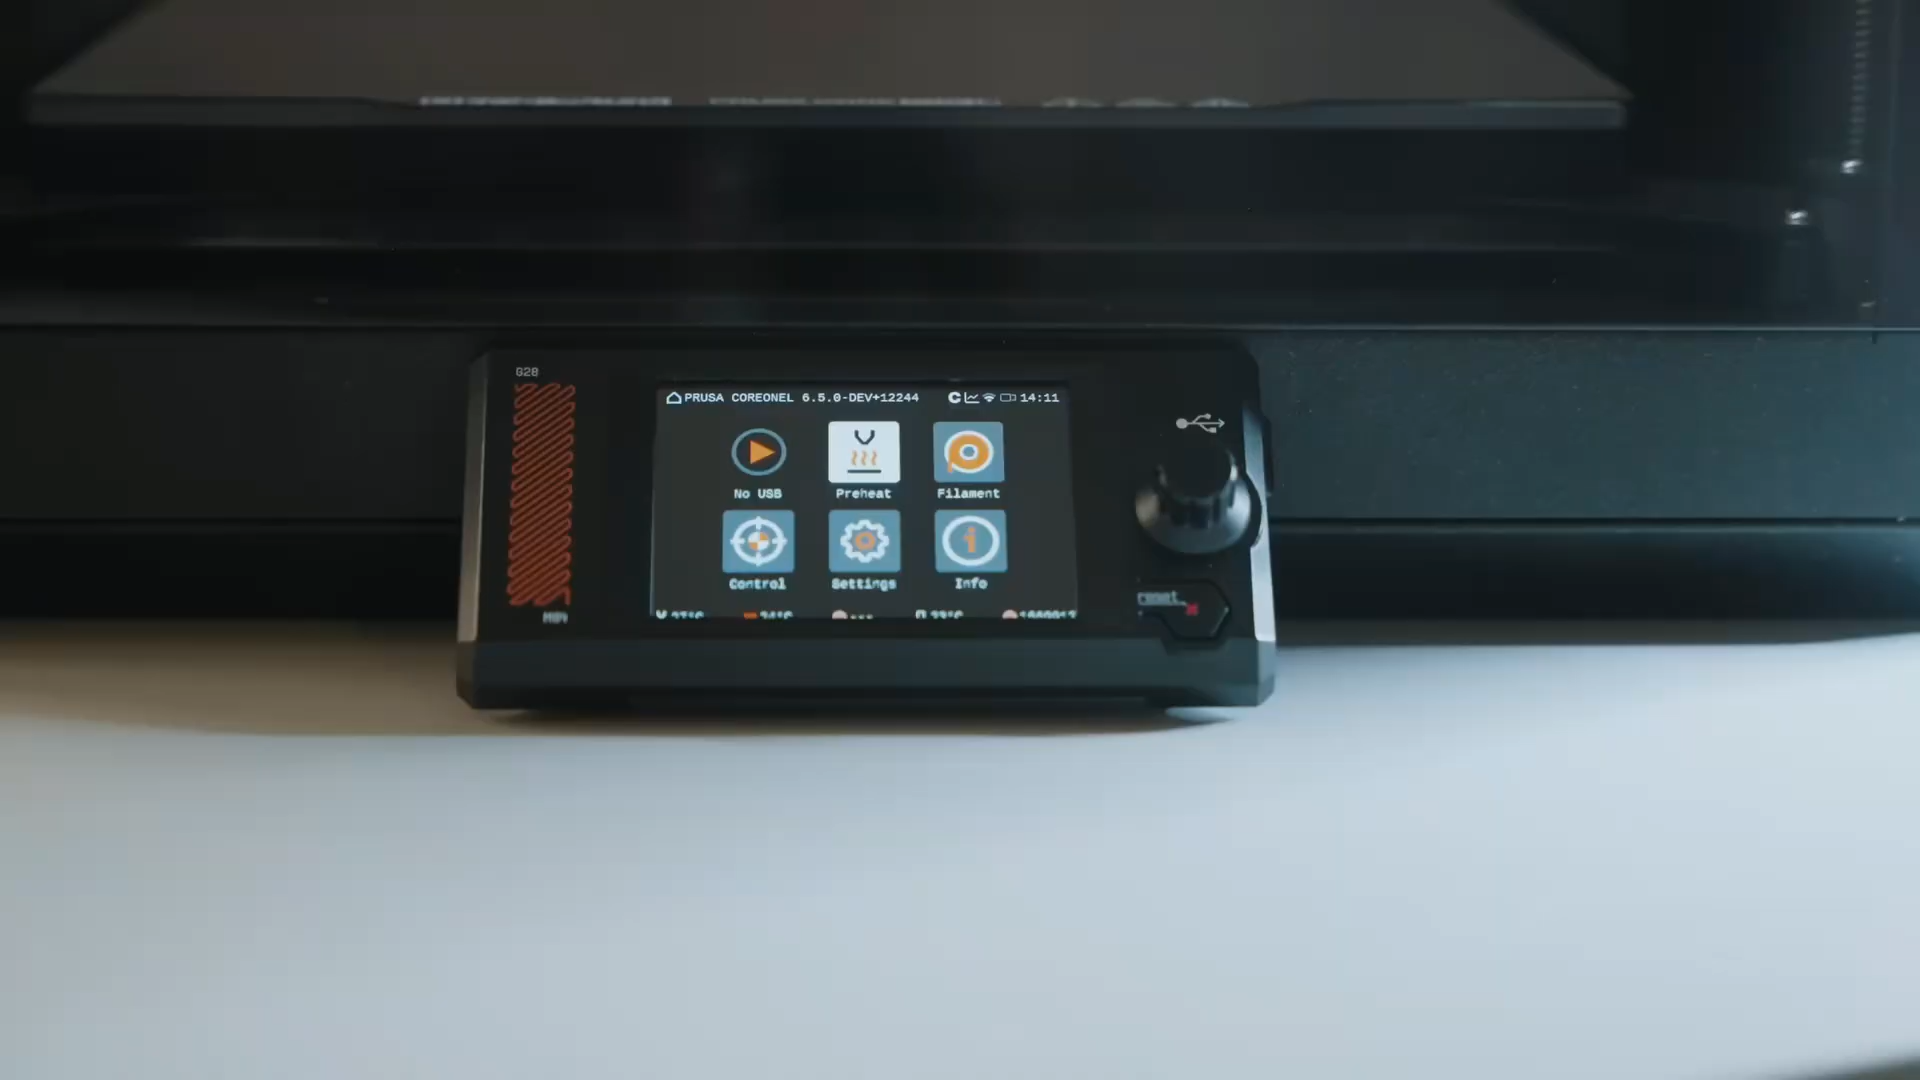 G28
PRUSA COREONEL 6.5.0-DEV+12244 14:11
No USB Preheat Filament
Control Settings Info
reset